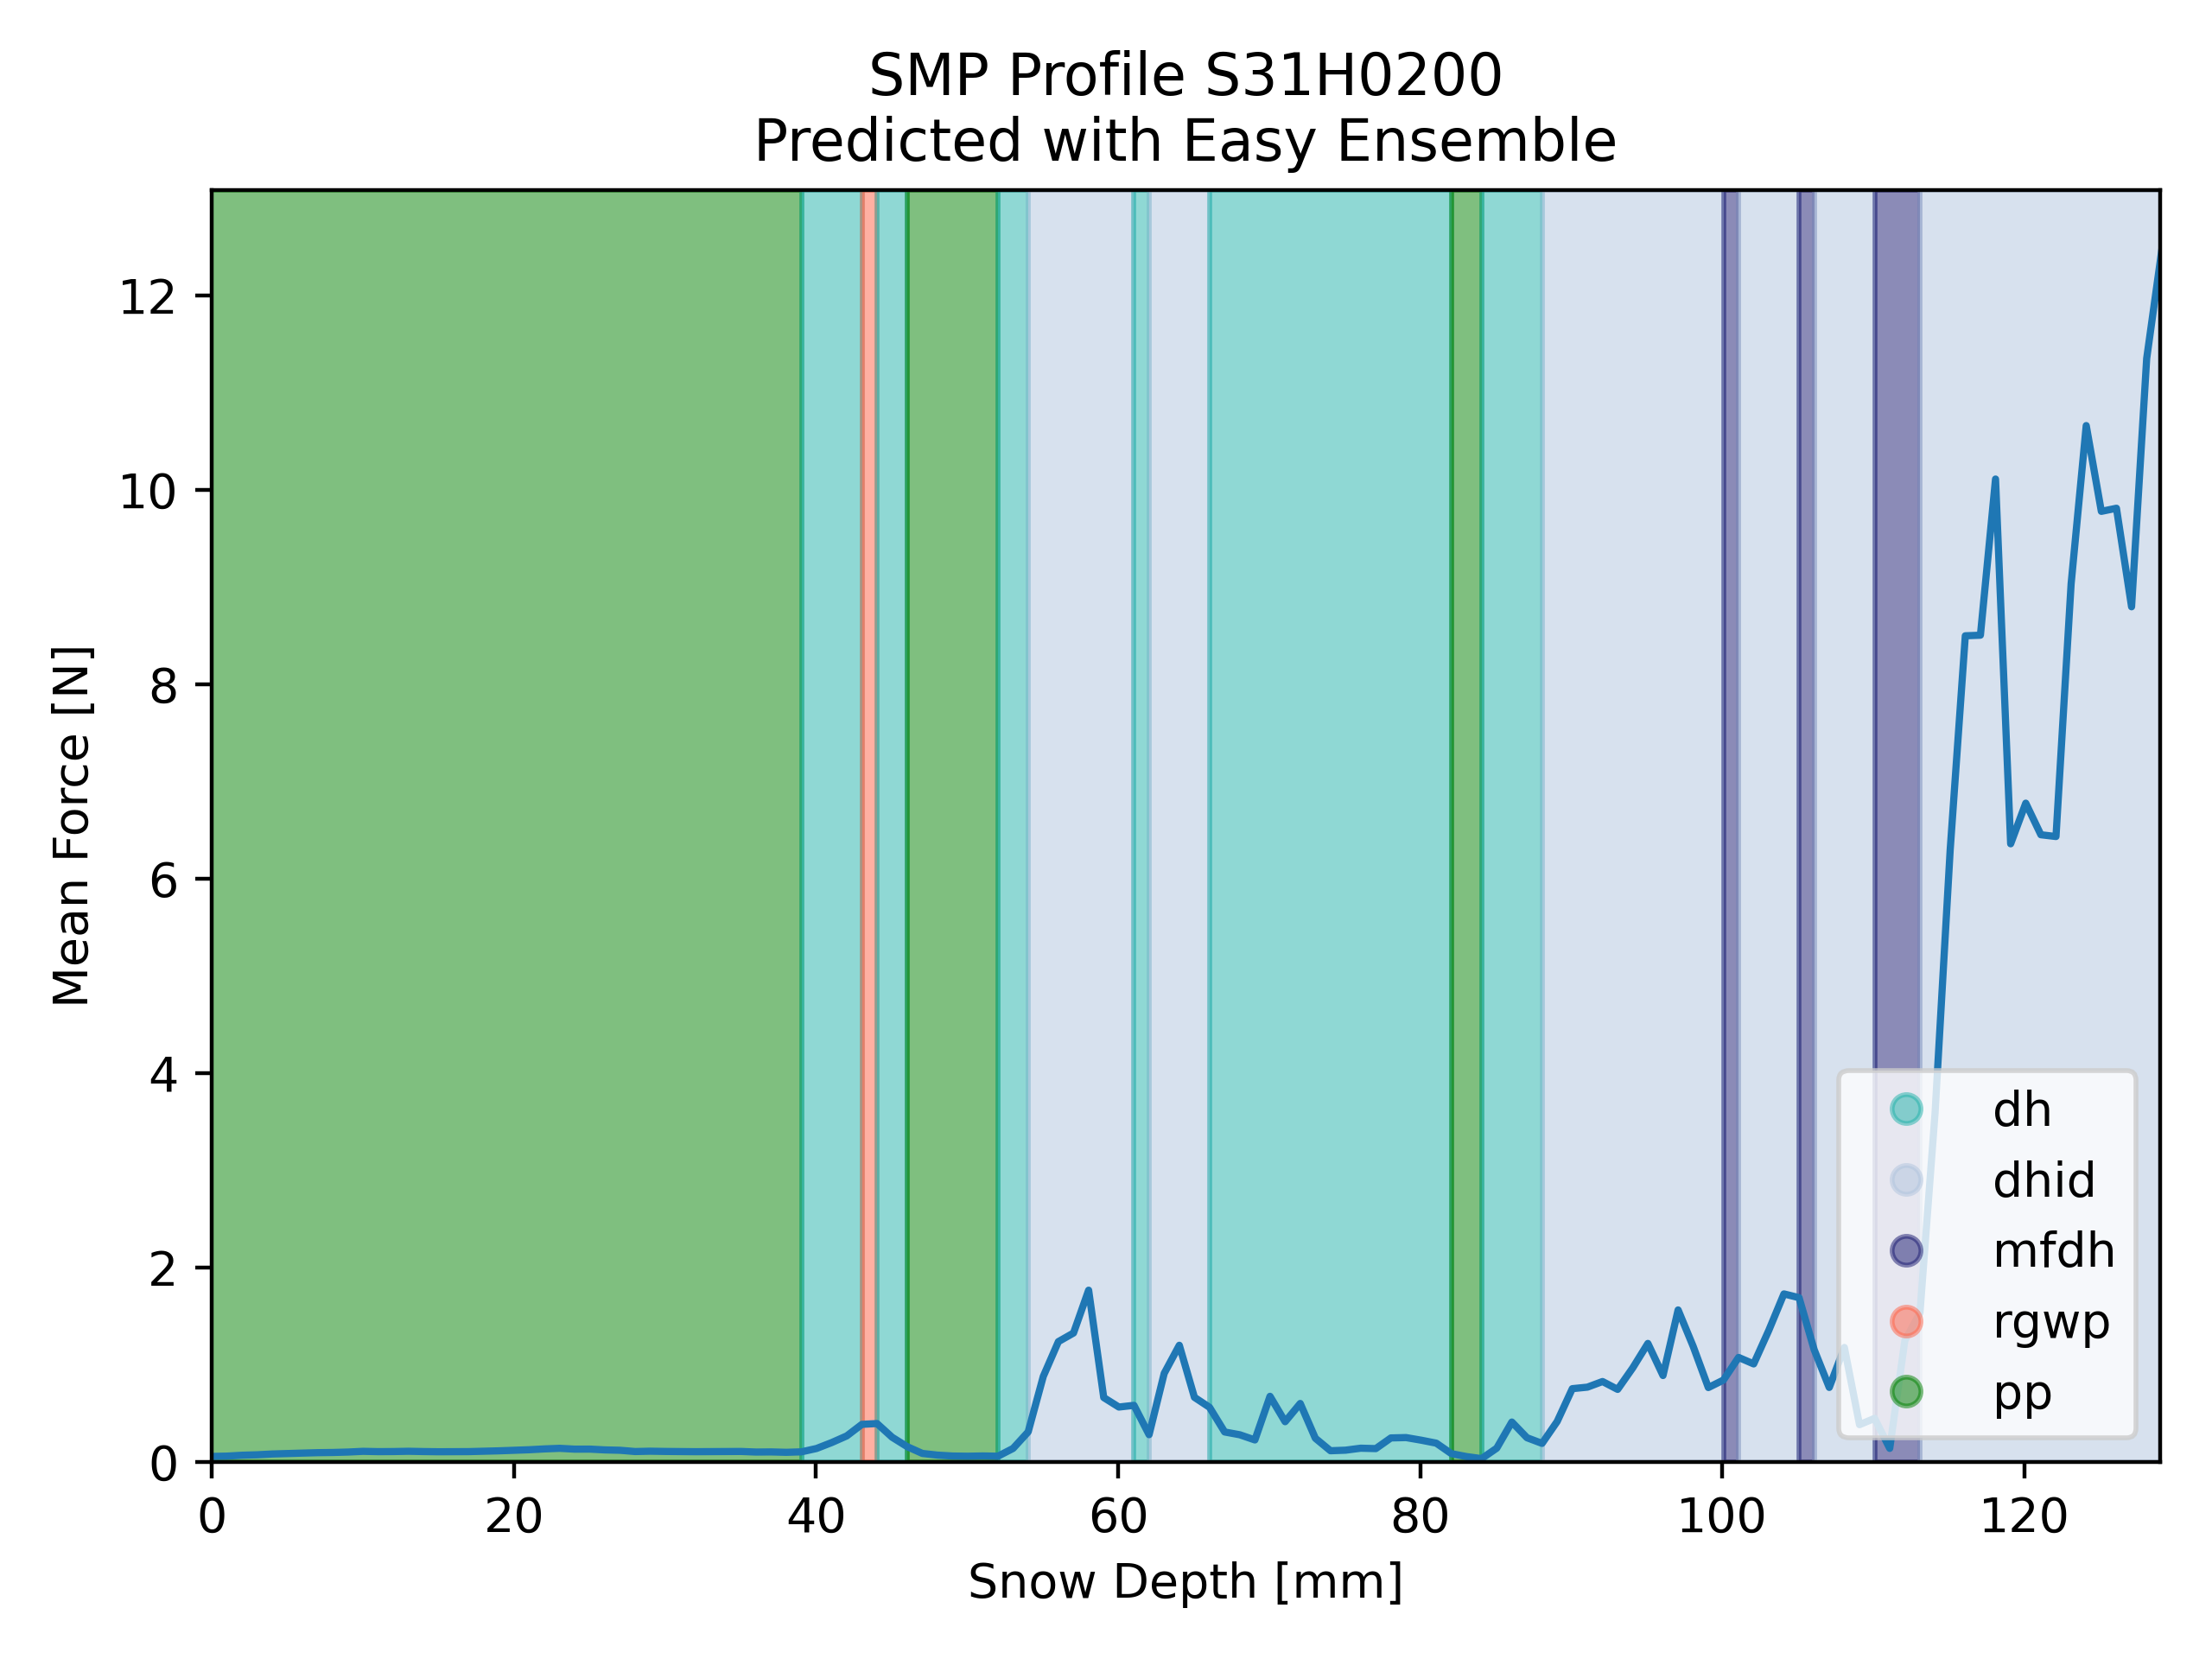 SMP Profile S31H0200
Predicted with Easy Ensemble
Mean Force [N]
12
10
8
6
4
2
0
dh
dhid
mfdh
rgwp
pp
0 20 40 60 80 100 120
Snow Depth [mm]